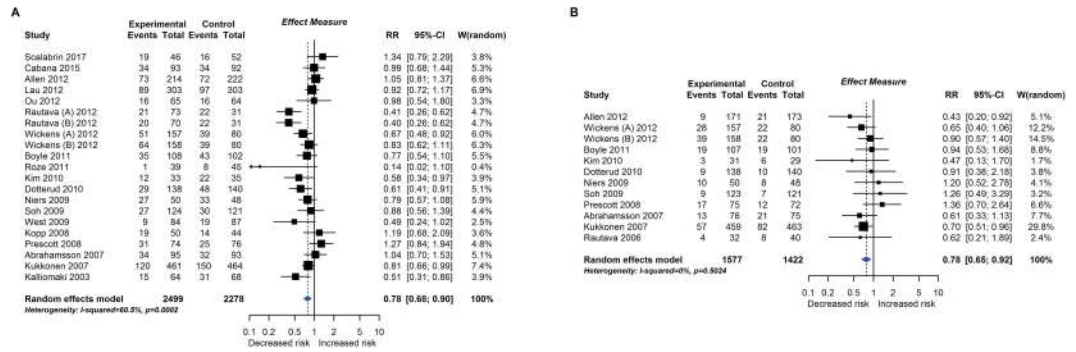 A
Experimental Control Effect Measure
Study Events Total Events Total RR 95%-CI W(random)
Scalabrin 2017 19 46 16 52 1.34 [0.79; 2.29] 3.8%
Cabana 2015 34 93 34 92 0.99 [0.68; 1.44] 5.3%
Allen 2012 73 214 72 222 1.05 [0.81; 1.37] 6.7%
Lau 2012 89 303 97 303 0.92 [0.72; 1.17] 6.9%
Ou 2012 16 65 16 64 0.98 [0.54; 1.80] 3.3%
Rautava (A) 2012 21 73 22 31 0.41 [0.26; 0.62] 4.8%
Rautava (B) 2012 20 70 22 31 0.40 [0.26; 0.62] 4.7%
Wickens (A) 2012 51 157 39 80 0.67 [0.48; 0.92] 6.0%
Wickens (B) 2012 64 158 39 80 0.83 [0.62; 1.11] 6.3%
Boyle 2011 35 108 43 102 0.77 [0.54; 1.10] 5.5%
Roze 2011 1 39 8 45 0.14 [0.02; 1.10] 0.4%
Kim 2010 12 33 22 35 0.58 [0.34; 0.97] 3.9%
Dotterud 2010 29 138 48 140 0.61 [0.41; 0.91] 5.1%
Niers 2009 27 50 33 48 0.79 [0.57; 1.08] 6.0%
Soh 2009 27 124 30 121 0.88 [0.56; 1.39] 4.5%
West 2009 9 84 19 87 0.49 [0.24; 1.02] 2.6%
Kopp 2008 19 50 14 44 1.19 [0.68; 2.09] 3.6%
Prescott 2008 31 74 25 76 1.27 [0.84; 1.94] 4.9%
Abrahamsson 2007 34 95 32 93 1.04 [0.70; 1.53] 5.1%
Kukkonen 2007 120 461 150 464 0.81 [0.66; 0.99] 7.4%
Kalliomaki 2003 15 64 31 68 0.51 [0.31; 0.86] 4.0%
Random effects model 2499 2278 0.78 [0.68; 0.90] 100%
Heterogeneity: I-squared=60.5%, p=0.0002
0.1 0.2 0.5 1 2 5 10
Decreased risk Increased risk
B
Experimental Control Effect Measure
Events Total Events Total RR 95%-CI W(random)
Allen 2012 9 171 21 173 0.43 [0.20; 0.92] 5.1%
Wickens (A) 2012 28 157 22 80 0.65 [0.40; 1.06] 12.2%
Wickens (B) 2012 39 158 22 80 0.90 [0.57; 1.40] 14.5%
Boyle 2011 19 107 19 101 0.94 [0.53; 1.68] 8.8%
Kim 2010 3 31 6 29 0.47 [0.13; 1.70] 1.8%
Dotterud 2010 9 138 10 140 0.91 [0.38; 2.18] 3.8%
Niers 2009 10 50 8 48 1.20 [0.52; 2.78] 4.1%
Soh 2009 9 123 7 121 1.26 [0.49; 3.29] 3.2%
Prescott 2008 17 75 12 72 1.36 [0.70; 2.64] 6.6%
Abrahamsson 2007 13 76 21 75 0.61 [0.33; 1.13] 7.7%
Kukkonen 2007 57 459 82 463 0.70 [0.51; 0.96] 29.8%
Rautava 2006 4 32 8 40 0.62 [0.21; 1.89] 2.4%
Random effects model 1577 1422 0.78 [0.65; 0.92] 100%
Heterogeneity: I-squared=0%, p=0.5024
0.1 0.2 0.5 1 2 5 10
Decreased risk Increased risk